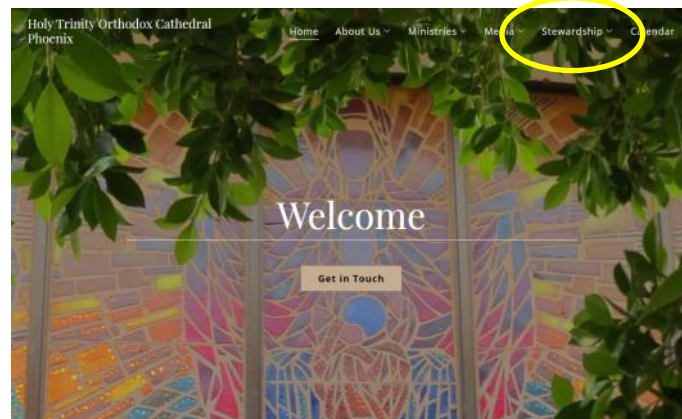 Holy Trinity Orthodox Cathedral
Phoenix
Home About Us Ministries Media Stewardship Calendar
Welcome
Get in Touch